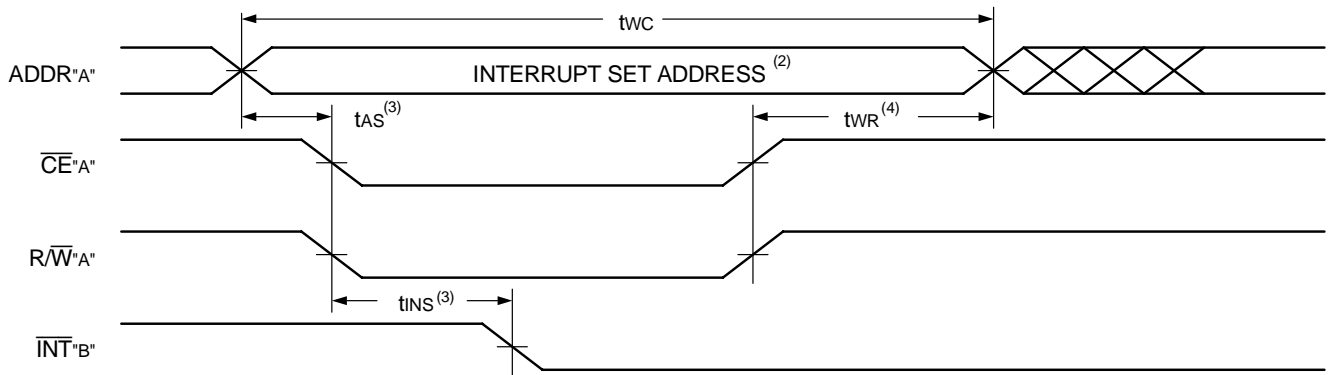 tWC
ADDR"A"
INTERRUPT SET ADDRESS (2)
tAS(3)
tWR(4)
CE"A"
R/W"A"
tINS(3)
INT"B"